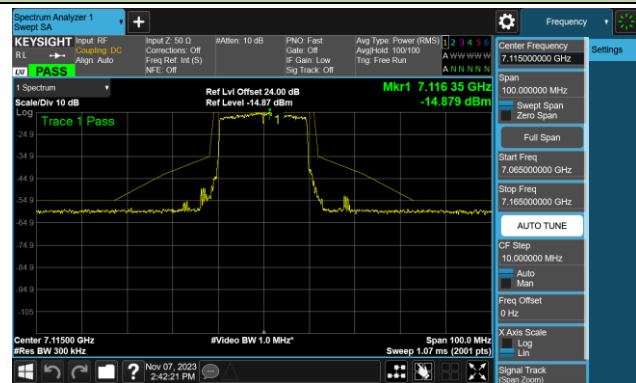 Spectrum Analyzer 1
Swept SA
Frequency
KEYSIGHT
RL
Input: RF
Coupling: DC
Align: Auto
Input Z: 50 Ω
Corrections: Off
Freq Ref: Int (S)
NFE: Off
#Atten: 10 dB
PNO: Fast
Gate: Off
IF Gain: Low
Sig Track: Off
Avg Type: Power (RMS)
Avg|Hold: 100/100
Trig: Free Run
1 2 3 4 5 6
A W W W W W
A N N N N N
LXI
PASS
1 Spectrum
Scale/Div 10 dB
Ref Lvl Offset 24.00 dB
Ref Level -14.87 dBm
Mkr1 7.116 35 GHz
-14.879 dBm
Log
Trace 1 Pass
-24.9
-34.9
-44.9
-54.9
-64.9
-74.9
-84.9
-94.9
-105
Center 7.11500 GHz
#Res BW 300 kHz
#Video BW 1.0 MHz*
Span 100.0 MHz
Sweep 1.07 ms (2001 pts)
Center Frequency
7.115000000 GHz
Settings
Span
100.000000 MHz
Swept Span
Zero Span
Full Span
Start Freq
7.065000000 GHz
Stop Freq
7.165000000 GHz
AUTO TUNE
CF Step
10.000000 MHz
Auto
Man
Freq Offset
0 Hz
X Axis Scale
Log
Lin
Signal Track
(Span Zoom)
?
Nov 07, 2023
2:42:21 PM